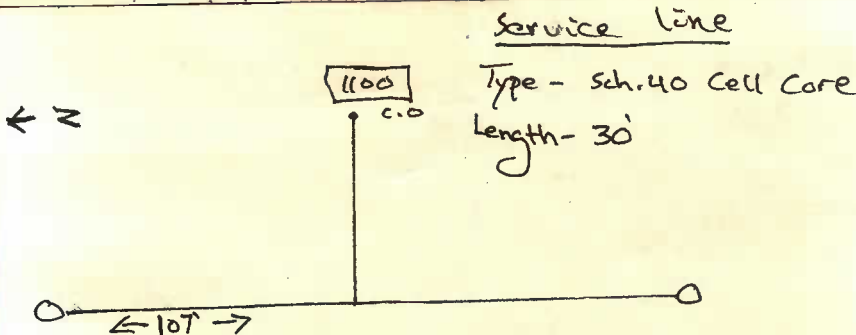 Service Line
1100
Type - Sch.40 Cell Core
c.o
← N
Length - 30'
← 107' →